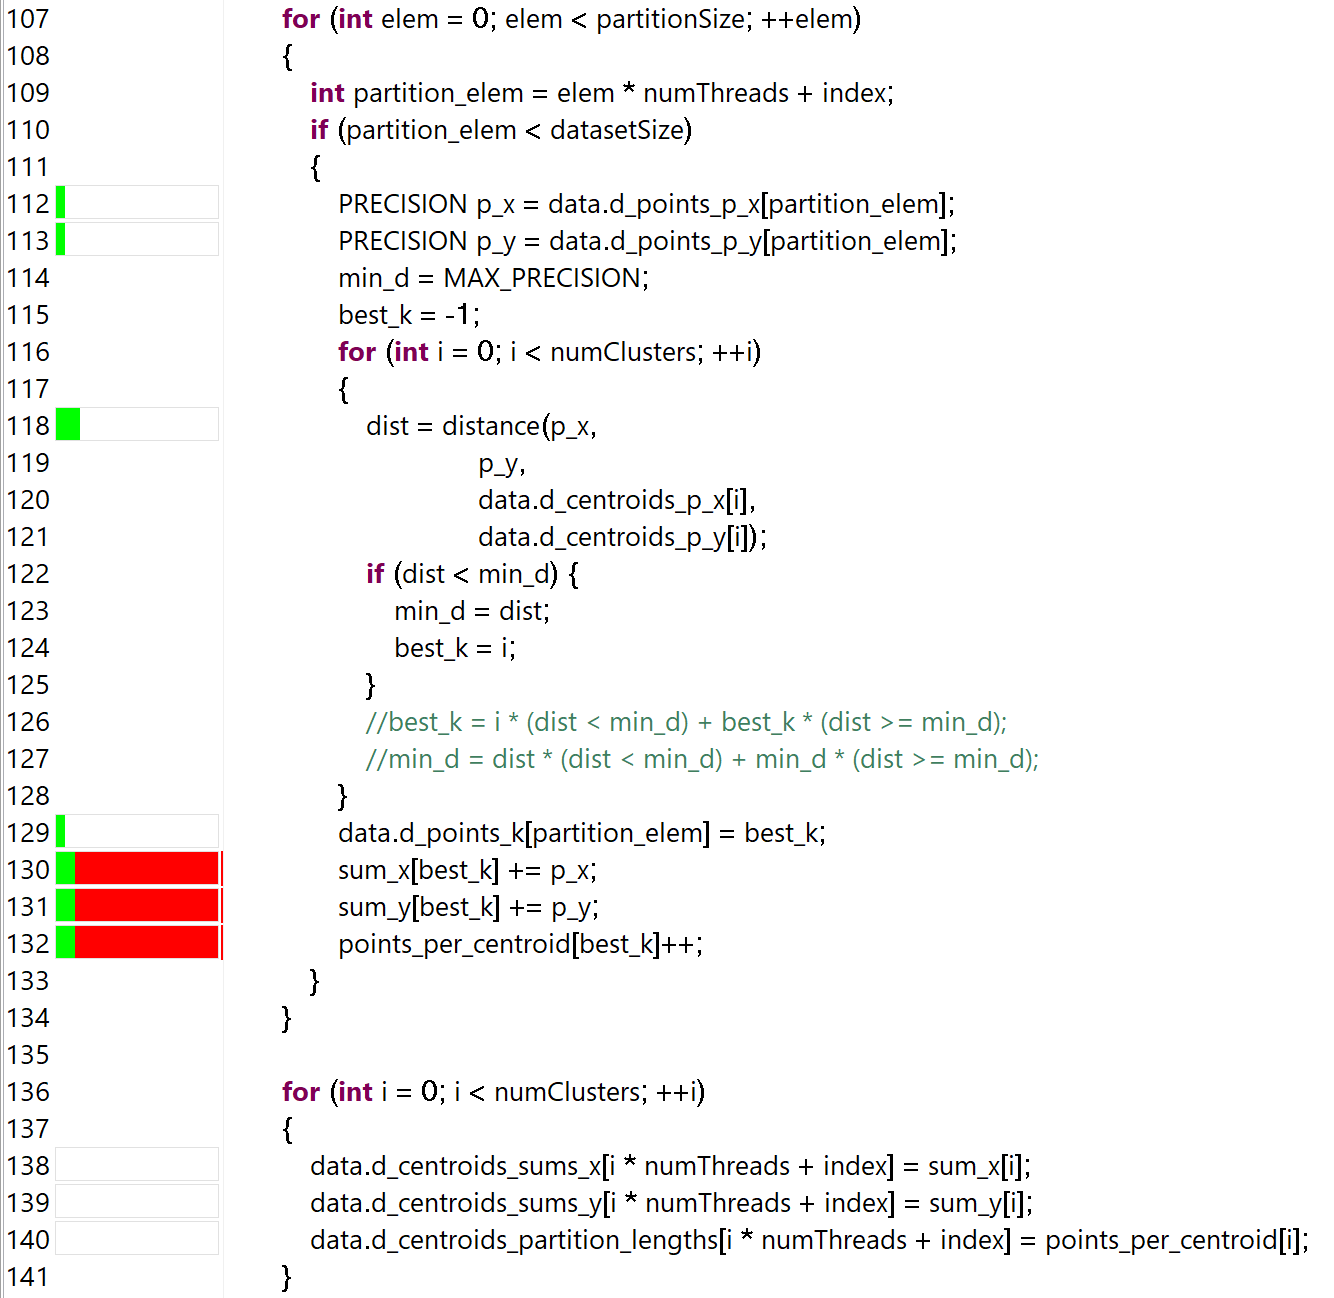 107 for (int elem = 0; elem < partitionSize; ++elem)
108 {
109 int partition_elem = elem * numThreads + index;
110 if (partition_elem < datasetSize)
111 {
112 PRECISION p_x = data.d_points_p_x[partition_elem];
113 PRECISION p_y = data.d_points_p_y[partition_elem];
114 min_d = MAX_PRECISION;
115 best_k = -1;
116 for (int i = 0; i < numClusters; ++i)
117 {
118 dist = distance(p_x,
119 p_y,
120 data.d_centroids_p_x[i],
121 data.d_centroids_p_y[i]);
122 if (dist < min_d) {
123 min_d = dist;
124 best_k = i;
125 }
126 //best_k = i * (dist < min_d) + best_k * (dist >= min_d);
127 //min_d = dist * (dist < min_d) + min_d * (dist >= min_d);
128 }
129 data.d_points_k[partition_elem] = best_k;
130 sum_x[best_k] += p_x;
131 sum_y[best_k] += p_y;
132 points_per_centroid[best_k]++;
133 }
134 }
135
136 for (int i = 0; i < numClusters; ++i)
137 {
138 data.d_centroids_sums_x[i * numThreads + index] = sum_x[i];
139 data.d_centroids_sums_y[i * numThreads + index] = sum_y[i];
140 data.d_centroids_partition_lengths[i * numThreads + index] = points_per_centroid[i];
141 }